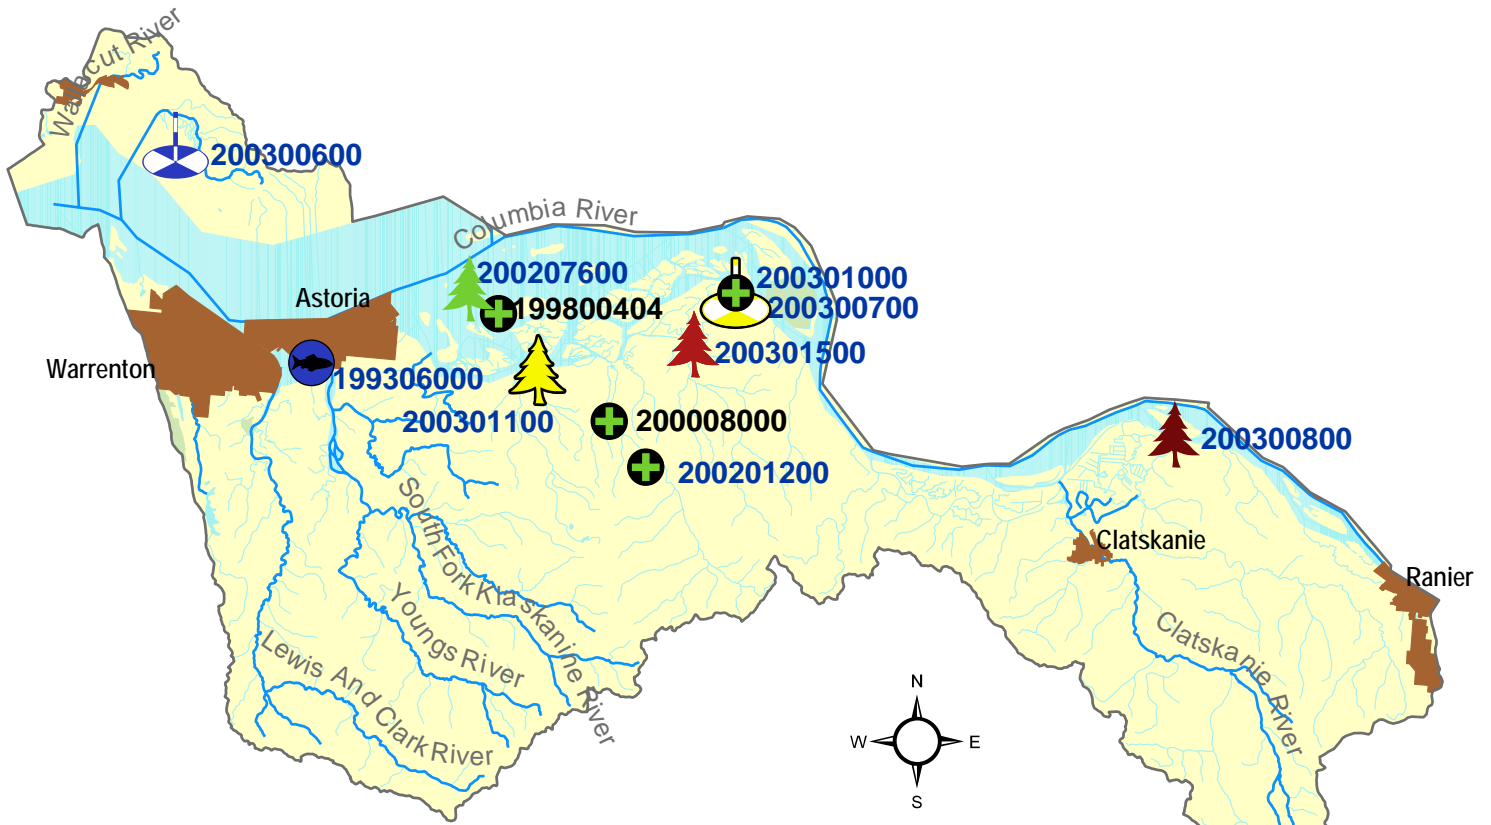 Wallacut River
200300600
Columbia River
200207600
199800404
200301000
200300700
Astoria
200301500
Warrenton
199306000
200301100
200008000
200201200
200300800
South Fork Klaskanine River
Clatskanie
Ranier
Youngs River
Clatskanie River
Lewis And Clark River
N
W
E
S